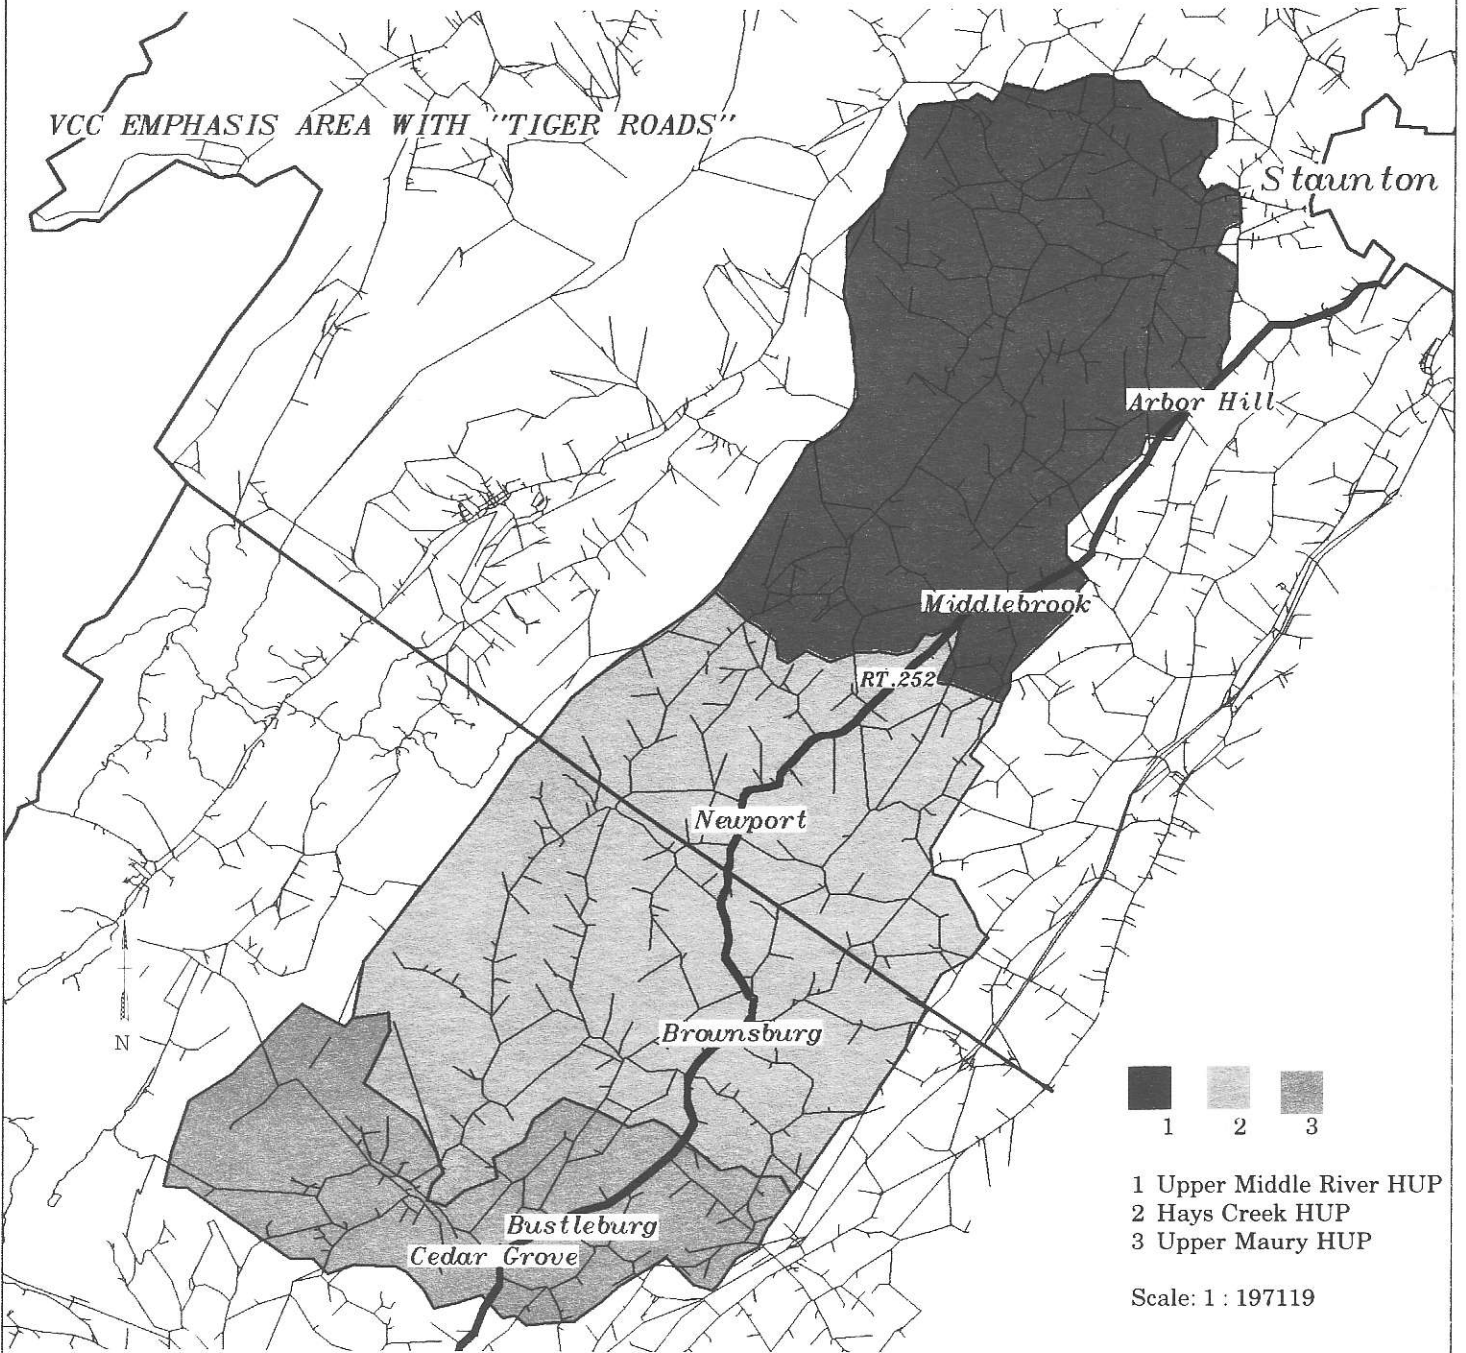 VCC EMPHASIS AREA WITH "TIGER ROADS"
Staunton
Arbor Hill
Middlebrook
RT.252
Newport
Brownsburg
N
Bustleburg
Cedar Grove
1 2 3
1 Upper Middle River HUP
2 Hays Creek HUP
3 Upper Maury HUP
Scale: 1 : 197119